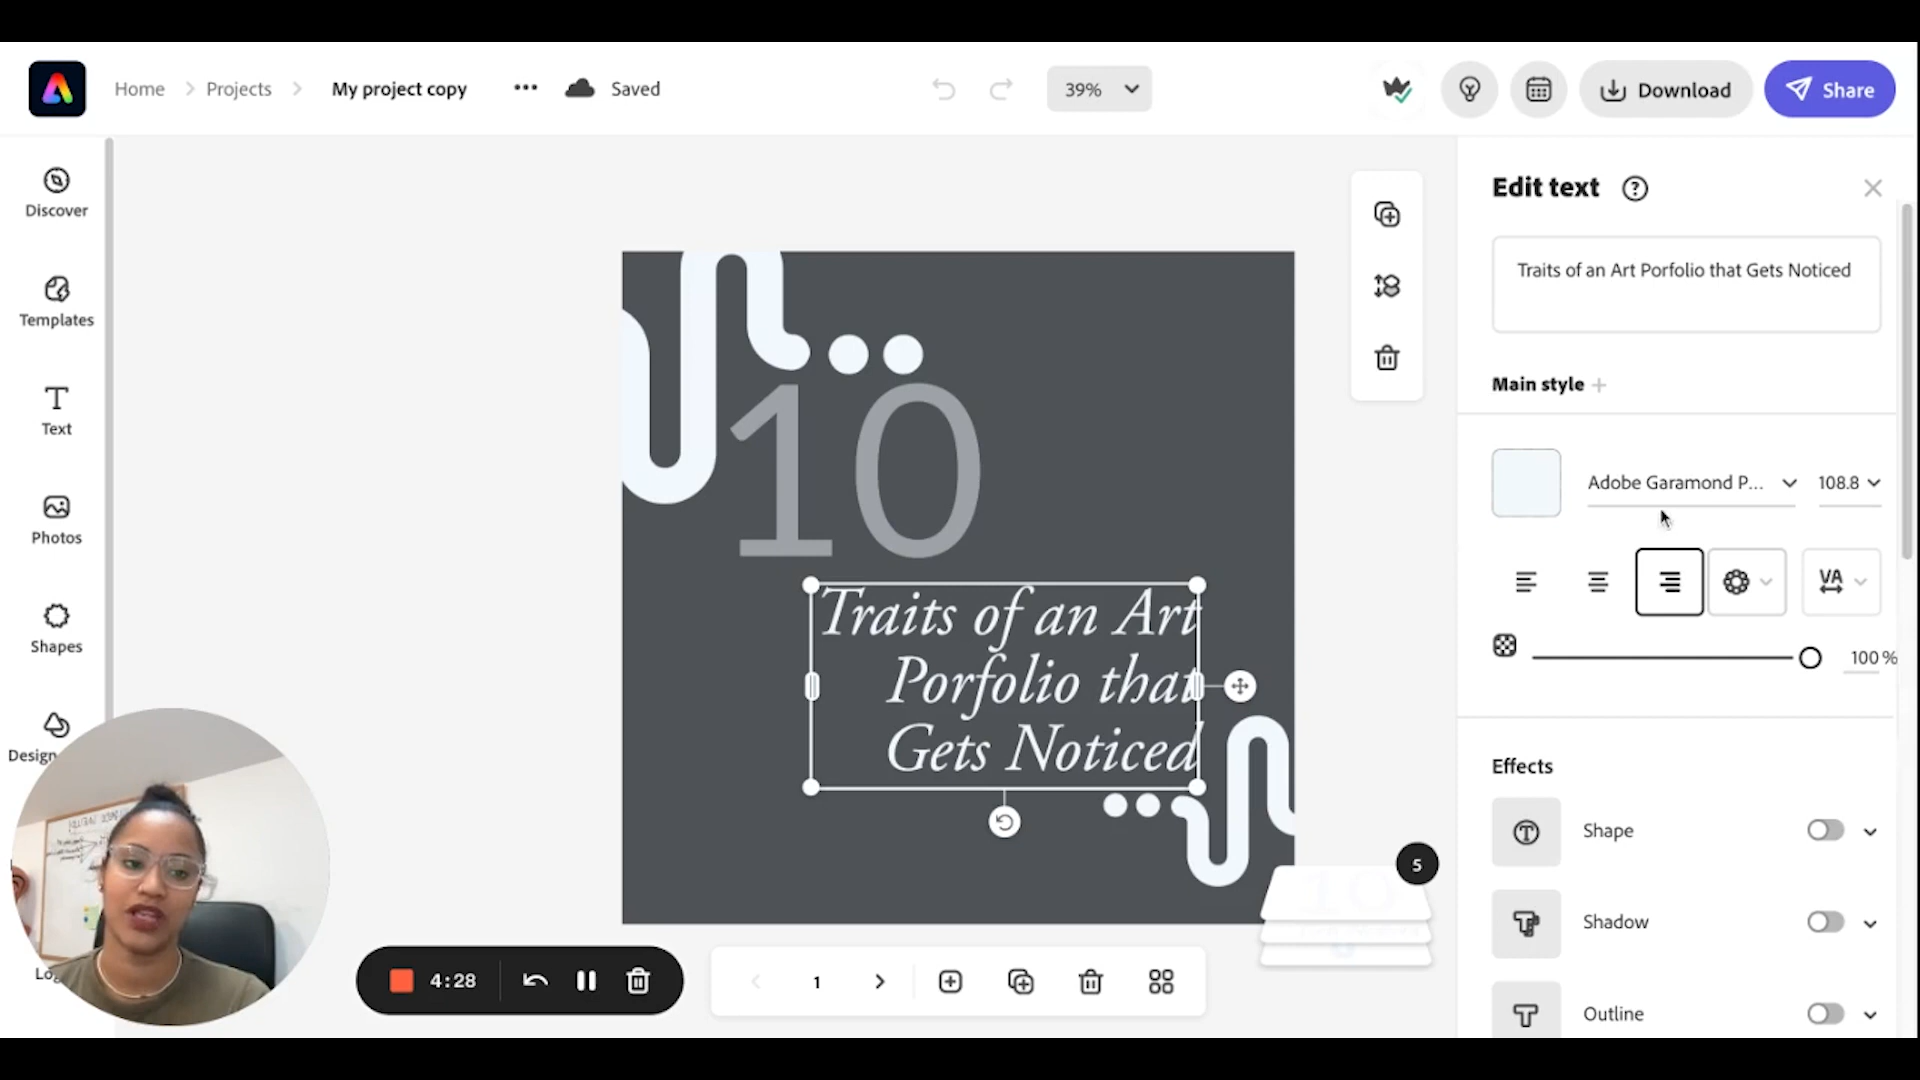 Home
Projects
My project copy
Saved
39%
Download
Share
Discover
Templates
Text
Photos
Shapes
Design
10
Traits of an Art
Porfolio that
Gets Noticed
5
4:28
1
Edit text
Traits of an Art Porfolio that Gets Noticed
Main style
Adobe Garamond P...
108.8
VA
100 %
Effects
Shape
Shadow
Outline